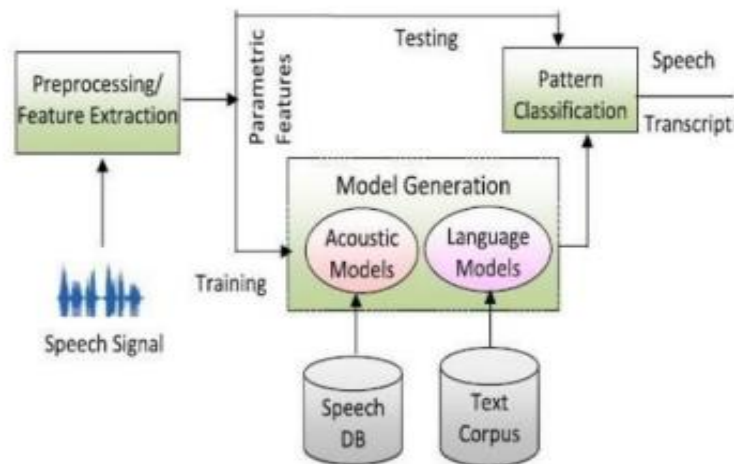 Testing
Preprocessing/
Feature Extraction
Parametric
Features
Pattern
Classification
Speech
Transcript
Model Generation
Acoustic
Models
Language
Models
Training
Speech Signal
Speech
DB
Text
Corpus